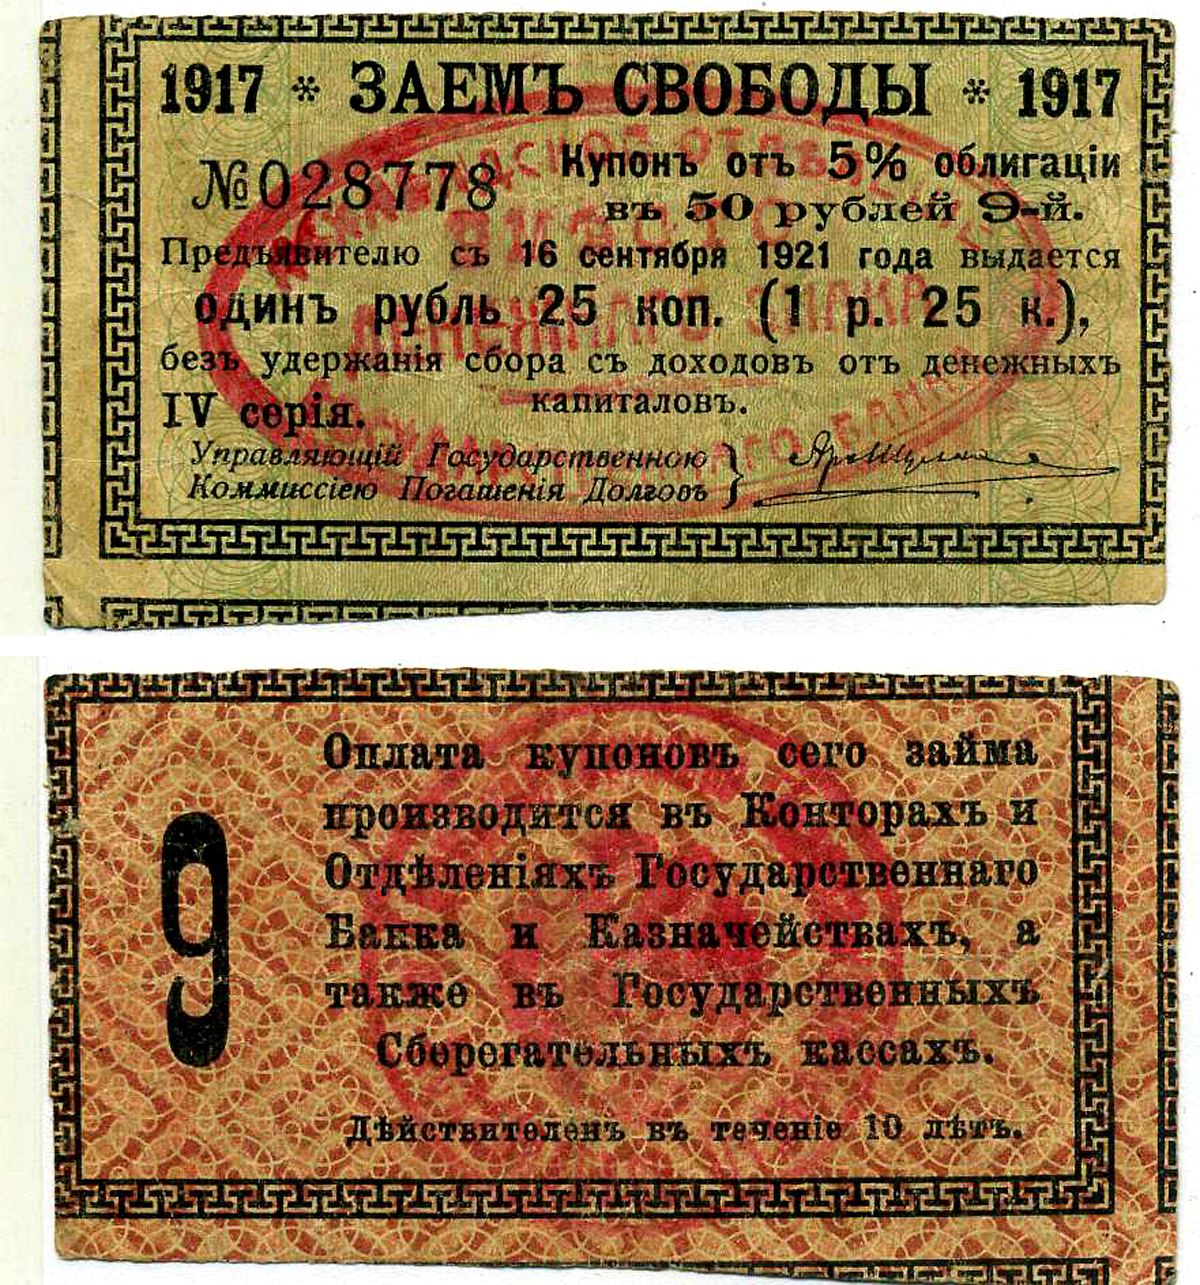 1917 * ЗАЕМЪ СВОБОДЫ * 1917
№028778
Купонъ отъ 5% облигаціи
въ 50 рублей 9-й.
Предъявителю съ 16 сентября 1921 года выдается
одинъ рубль 25 коп. (1 р. 25 к.),
безъ удержанія сбора съ доходовъ отъ денежныхъ
капиталовъ.
IV серія.
Управляющій Государственною
Коммиссіею Погашенія Долговъ
ДЕНЕЖНАГО ЗНАКА
БАНКА
9
Оплата купоновъ сего займа
производится въ Конторахъ и
Отдѣленіяхъ Государственнаго
Банка и Казначействахъ, а
также въ Государственныхъ
Сберегательныхъ кассахъ.
Дѣйствителенъ въ теченіе 10 лѣтъ.